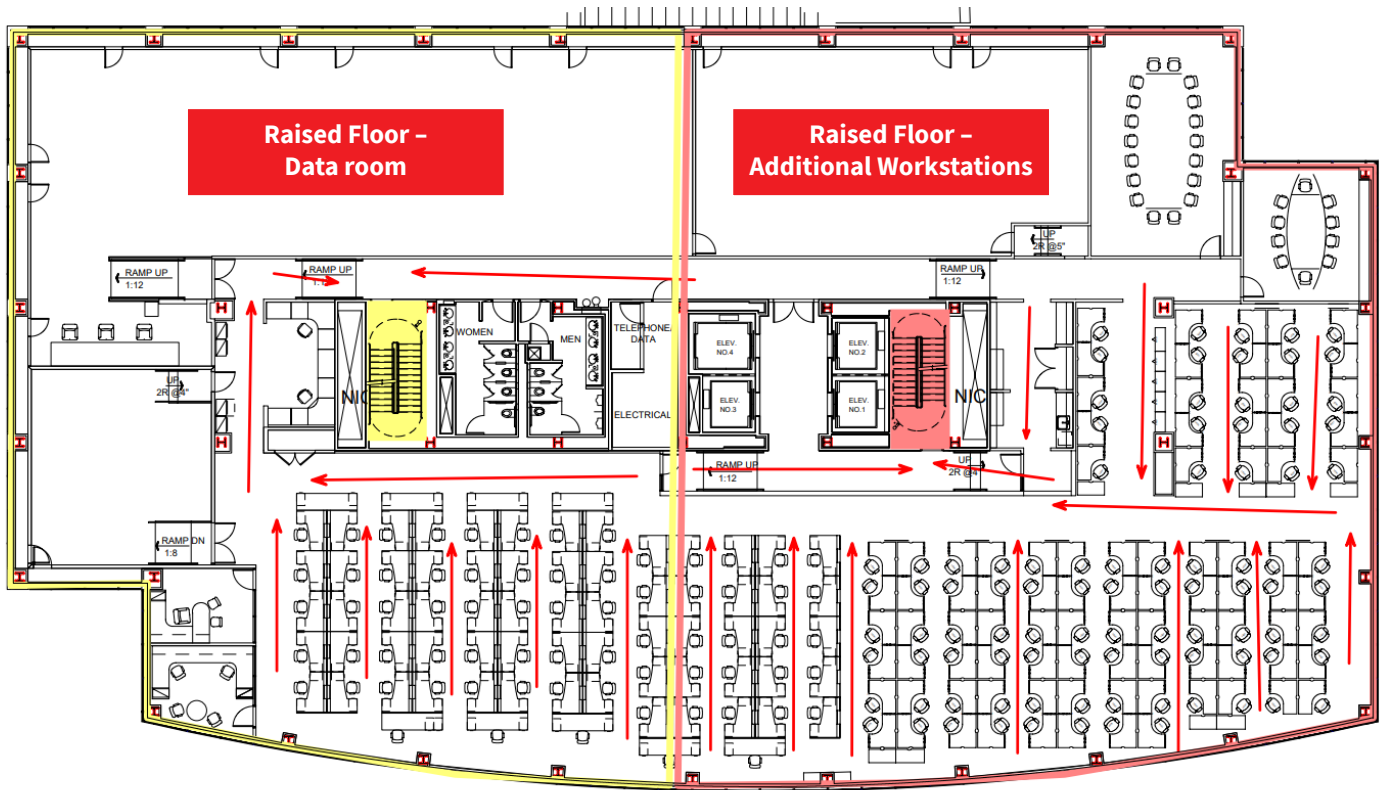 Raised Floor –
Data room
Raised Floor –
Additional Workstations
UP
2R @5"
RAMP UP
1:12
RAMP UP
RAMP UP
1:12
WOMEN
MEN
TELEPHONE/
DATA
ELEV.
NO.4
ELEV.
NO.2
UP
2R @4"
NIC
ELECTRICAL
ELEV.
NO.3
ELEV.
NO.1
NIC
RAMP UP
1:12
UP
2R @4"
RAMP DN
1:8